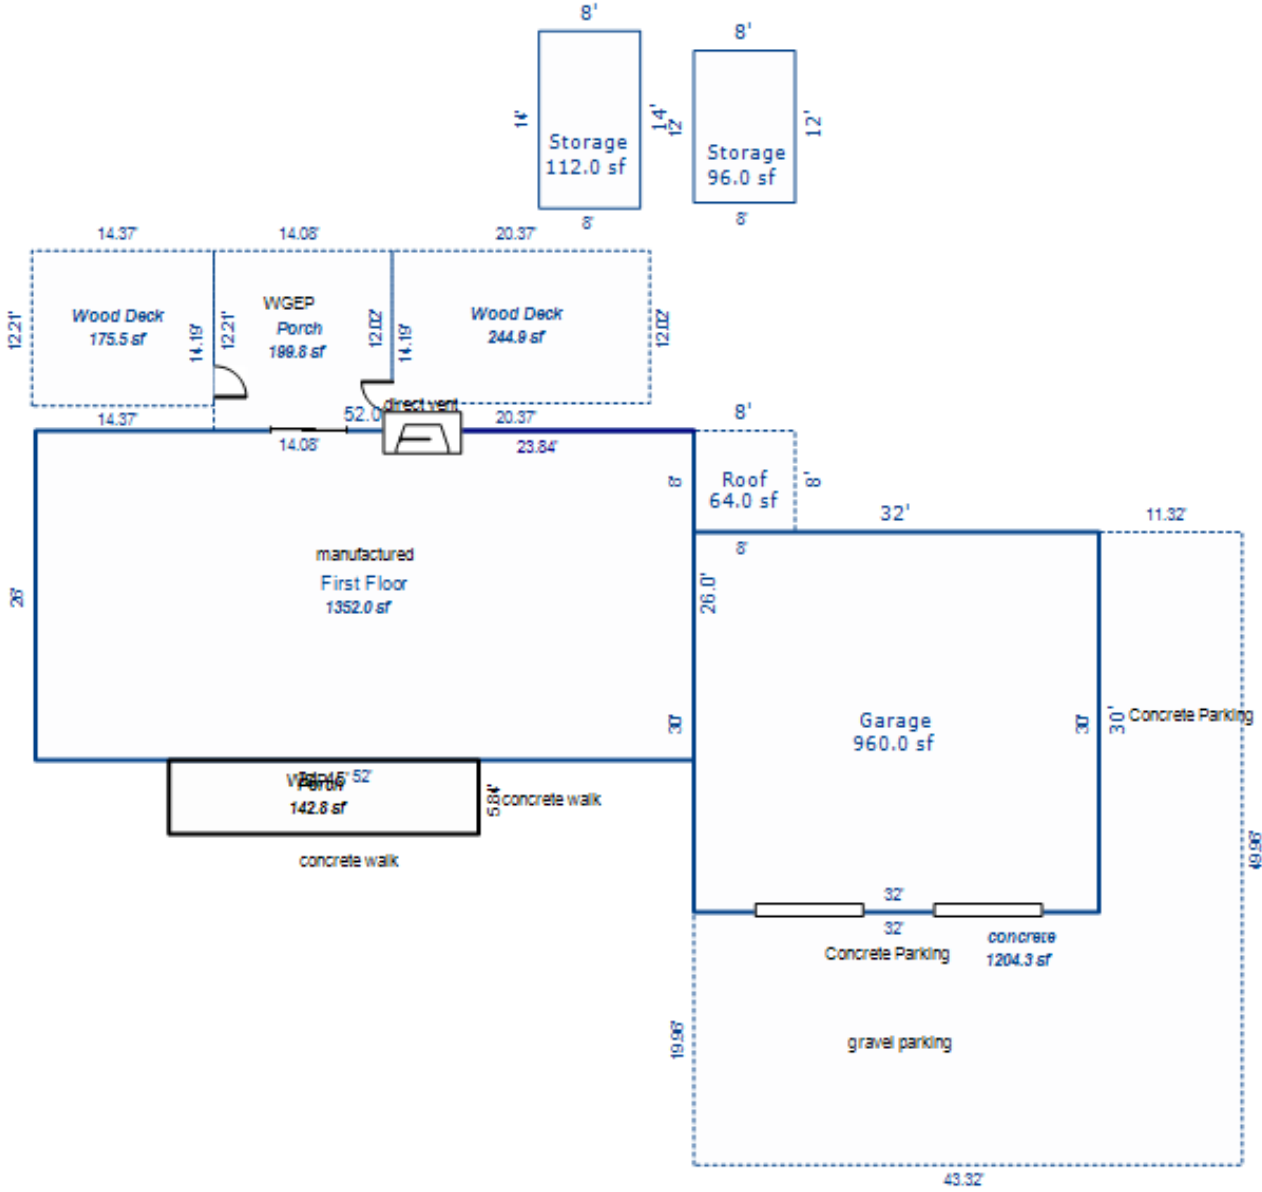 8'
8'
14'
14'
12'
12'
Storage
112.0 sf
Storage
96.0 sf
8'
8'
14.37'
14.08'
20.37'
12.21'
Wood Deck
175.5 sf
14.19'
12.21'
WGEP
Porch
199.8 sf
12.02'
14.19'
Wood Deck
244.9 sf
12.02'
direct vent
14.37'
52.0
20.37'
8'
14.08'
23.84'
8'
Roof
64.0 sf
8'
32'
11.32'
8'
manufactured
First Floor
1352.0 sf
26'
26.0'
30'
Garage
960.0 sf
30'
30'
Concrete Parking
52'
Porch
142.8 sf
5.84'
concrete walk
concrete walk
49.96'
32'
32'
concrete
1204.3 sf
Concrete Parking
19.96'
gravel parking
43.32'